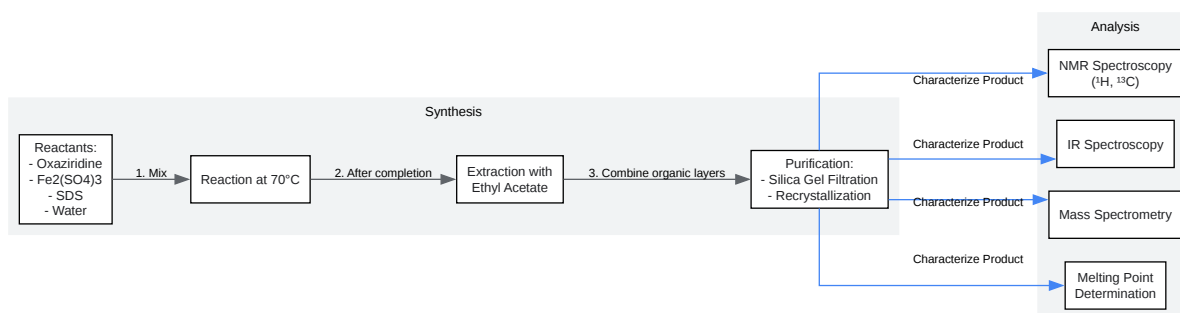 Analysis
NMR Spectroscopy
(¹H, ¹³C)
Characterize Product
Synthesis
Reactants:
- Oxaziridine
- Fe2(SO4)3
- SDS
- Water
1. Mix
Reaction at 70°C
2. After completion
Extraction with
Ethyl Acetate
3. Combine organic layers
Purification:
- Silica Gel Filtration
- Recrystallization
Characterize Product
IR Spectroscopy
Characterize Product
Mass Spectrometry
Characterize Product
Melting Point
Determination